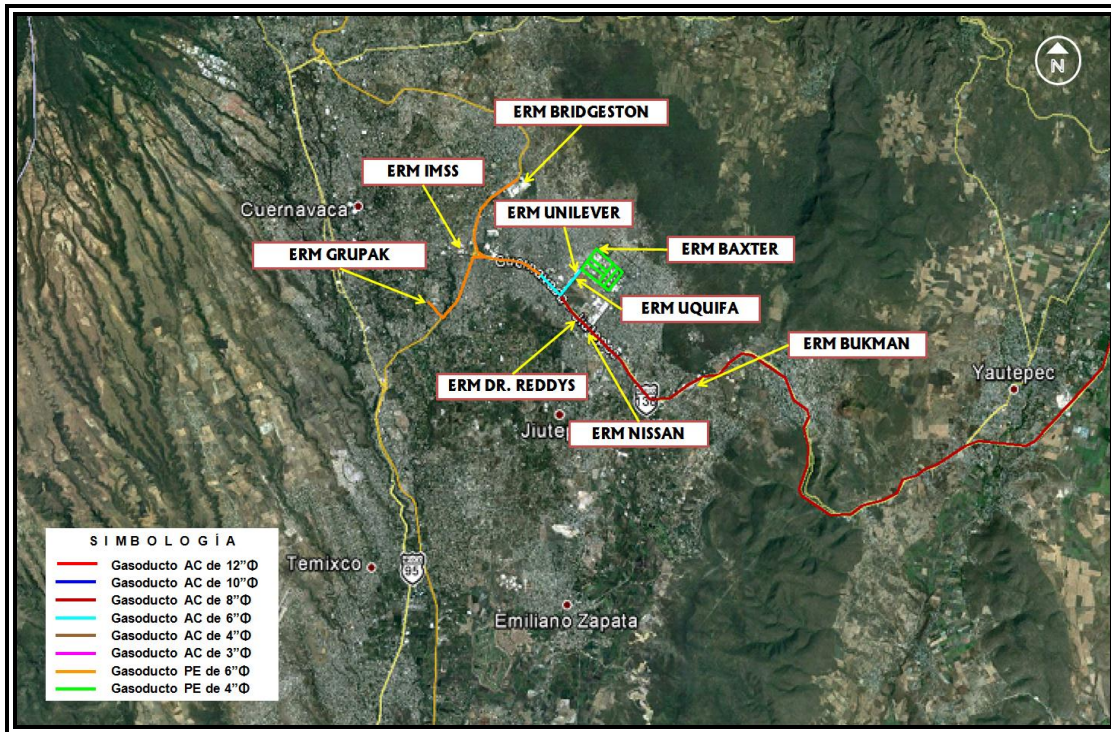 N
ERM BRIDGESTON
ERM IMSS
ERM UNILEVER
Cuernavaca
ERM GRUPAK
ERM BAXTER
ERM UQUIFA
ERM BUKMAN
Yautepec
ERM DR. REDDYS
ERM NISSAN
Temixco
95
Emiliano Zapata
SIMBOLOGÍA
Gasoducto AC de 12"Φ
Gasoducto AC de 10"Φ
Gasoducto AC de 8"Φ
Gasoducto AC de 6"Φ
Gasoducto AC de 4"Φ
Gasoducto AC de 3"Φ
Gasoducto PE de 6"Φ
Gasoducto PE de 4"Φ